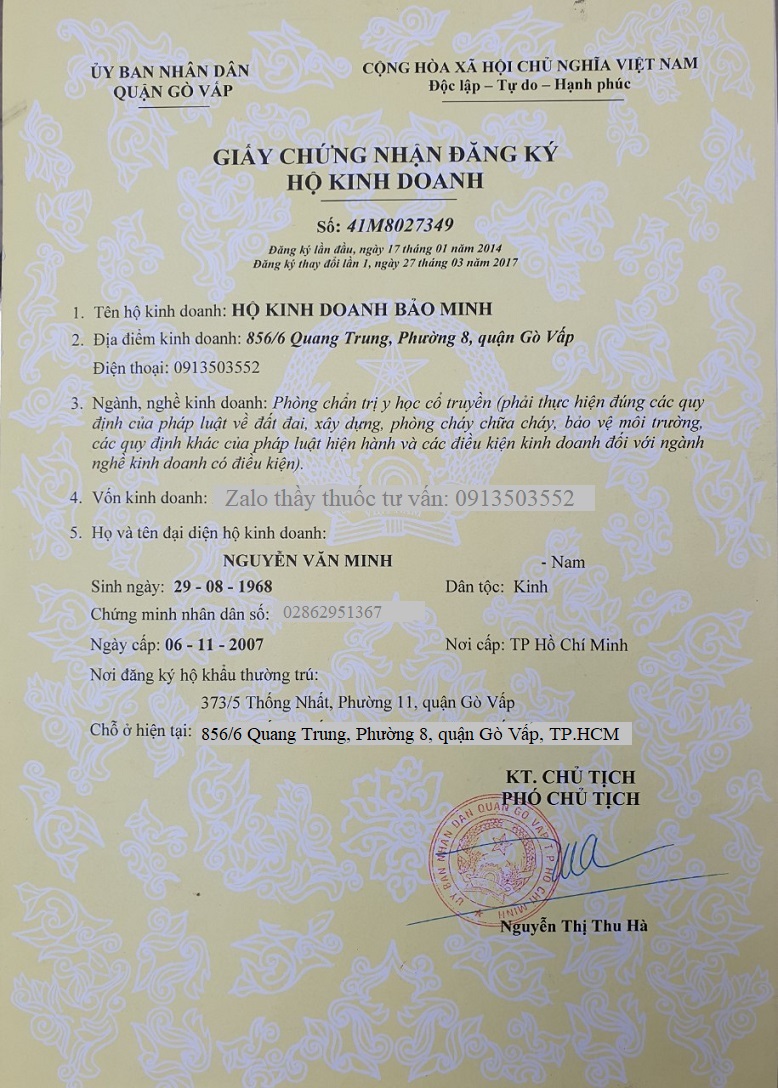 ỦY BAN NHÂN DÂN
QUẬN GÒ VẤP
CỘNG HÒA XÃ HỘI CHỦ NGHĨA VIỆT NAM
Độc lập – Tự do – Hạnh phúc
GIẤY CHỨNG NHẬN ĐĂNG KÝ
HỘ KINH DOANH
Số: 41M8027349
Đăng ký lần đầu, ngày 17 tháng 01 năm 2014
Đăng ký thay đổi lần 1, ngày 27 tháng 03 năm 2017
1. Tên hộ kinh doanh: HỘ KINH DOANH BẢO MINH
2. Địa điểm kinh doanh: 856/6 Quang Trung, Phường 8, quận Gò Vấp
Điện thoại: 0913503552
3. Ngành, nghề kinh doanh: Phòng chẩn trị y học cổ truyền (phải thực hiện đúng các quy
định của pháp luật về đất đai, xây dựng, phòng cháy chữa cháy, bảo vệ môi trường,
các quy định khác của pháp luật hiện hành và các điều kiện kinh doanh đối với ngành
nghề kinh doanh có điều kiện).
4. Vốn kinh doanh: Zalo thầy thuốc tư vấn: 0913503552
5. Họ và tên đại diện hộ kinh doanh:
NGUYỄN VĂN MINH - Nam
Sinh ngày: 29 - 08 - 1968 Dân tộc: Kinh
Chứng minh nhân dân số: 02862951367
Ngày cấp: 06 - 11 - 2007 Nơi cấp: TP Hồ Chí Minh
Nơi đăng ký hộ khẩu thường trú:
373/5 Thống Nhất, Phường 11, quận Gò Vấp
Chỗ ở hiện tại: 856/6 Quang Trung, Phường 8, quận Gò Vấp, TP.HCM
KT. CHỦ TỊCH
PHÓ CHỦ TỊCH
ỦY BAN NHÂN DÂN QUẬN GÒ VẤP T.P HỒ CHÍ MINH
Nguyễn Thị Thu Hà